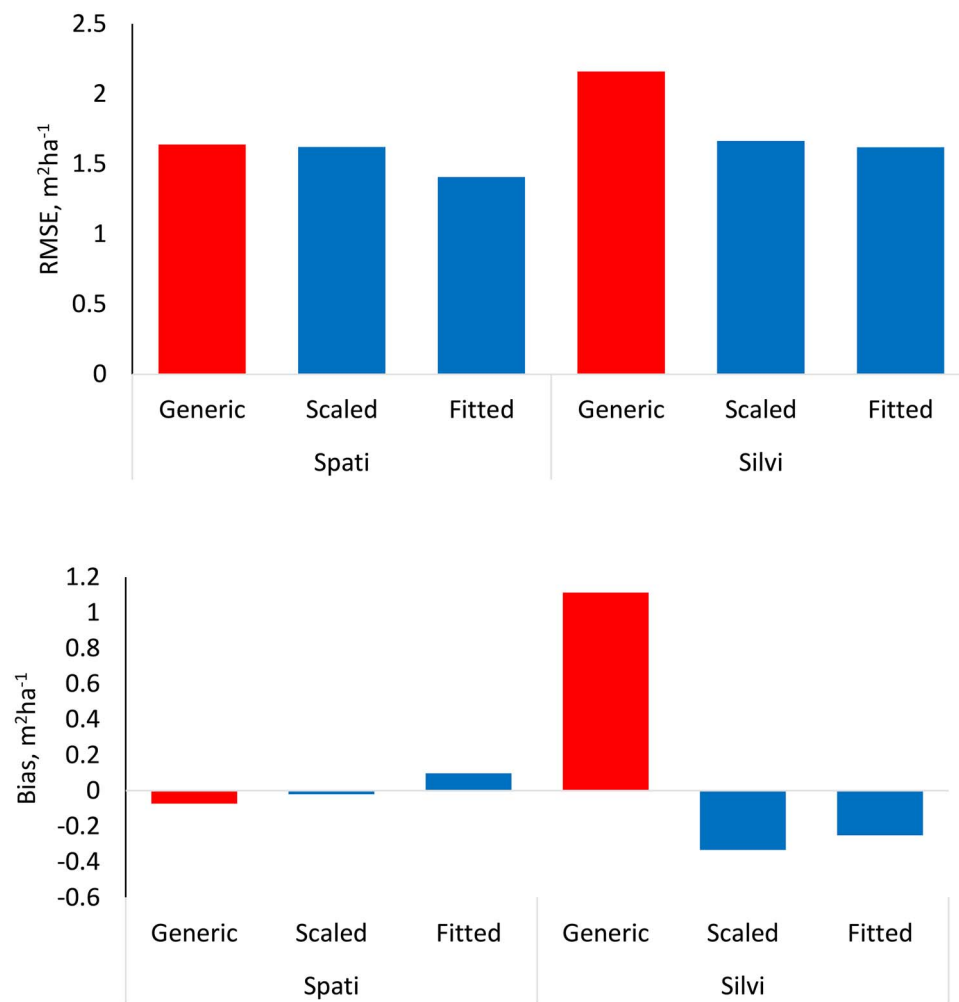 2.5
2
1.5
1
0.5
0
RMSE, m²ha⁻¹
Generic Scaled Fitted Generic Scaled Fitted
Spati Silvi
1.2
1
0.8
0.6
0.4
0.2
0
-0.2
-0.4
-0.6
Bias, m²ha⁻¹
Generic Scaled Fitted Generic Scaled Fitted
Spati Silvi